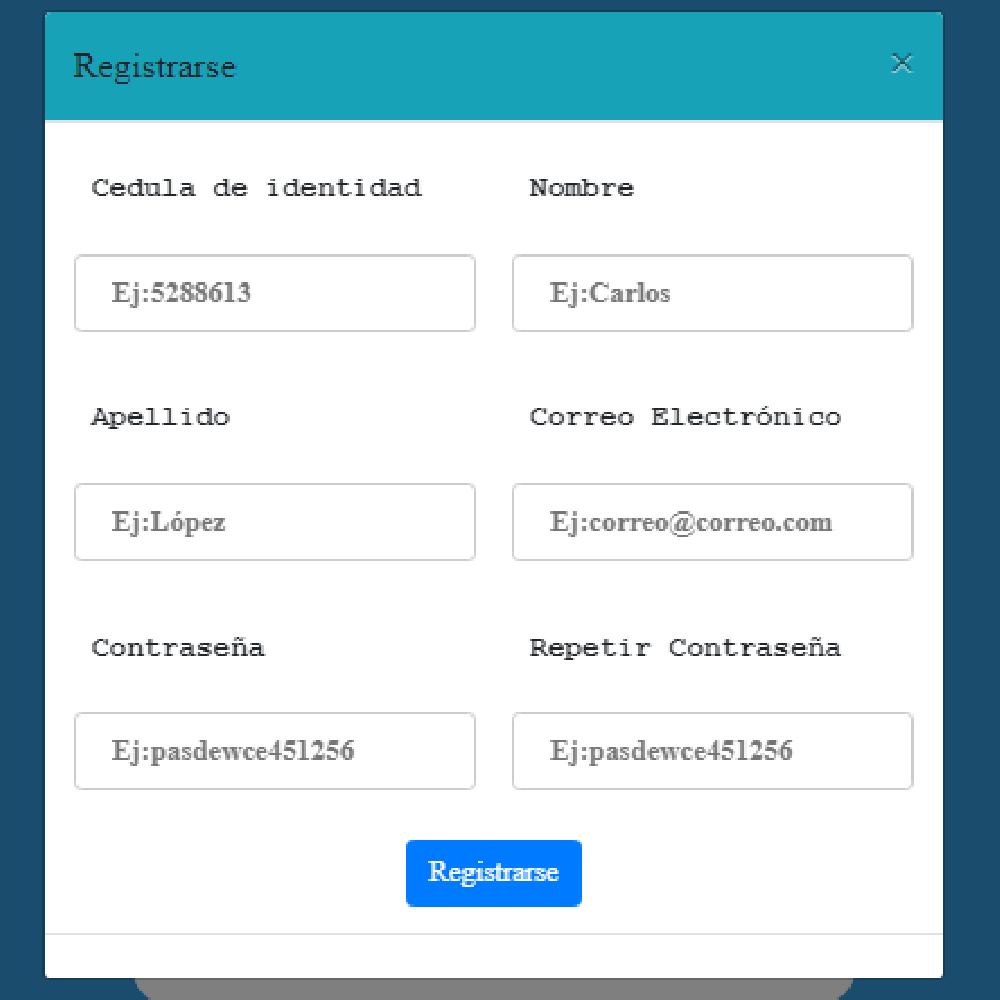 Registrarse ×
Cedula de identidad
Nombre
Ej:5288613
Ej:Carlos
Apellido
Correo Electrónico
Ej:López
Ej:correo@correo.com
Contraseña
Repetir Contraseña
Ej:pasdewce451256
Ej:pasdewce451256
Registrarse